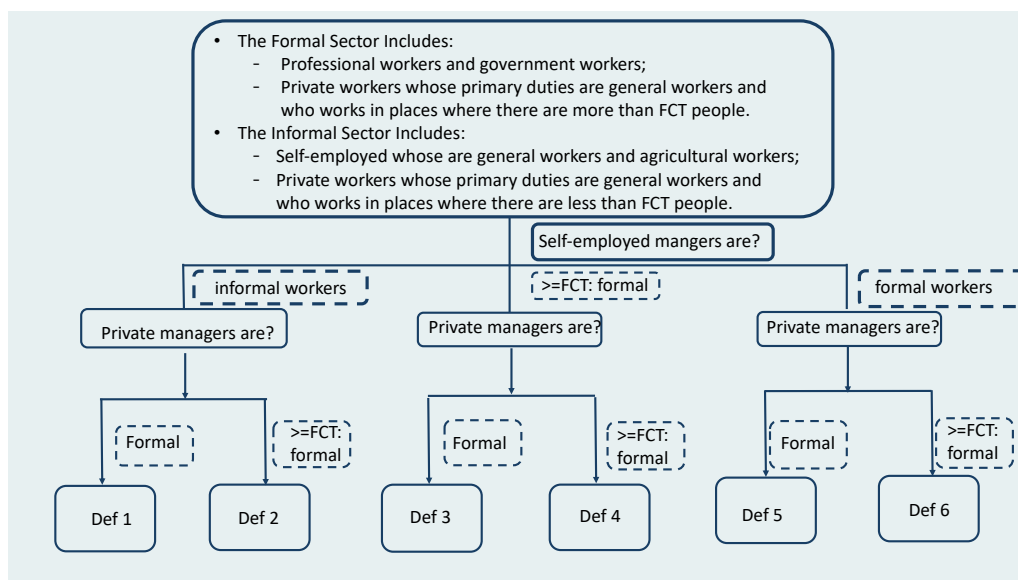 • The Formal Sector Includes:
- Professional workers and government workers;
- Private workers whose primary duties are general workers and
who works in places where there are more than FCT people.
• The Informal Sector Includes:
- Self-employed whose are general workers and agricultural workers;
- Private workers whose primary duties are general workers and
who works in places where there are less than FCT people.
Self-employed mangers are?
informal workers
>=FCT: formal
formal workers
Private managers are?
Private managers are?
Private managers are?
Formal
>=FCT:
formal
Formal
>=FCT:
formal
Formal
>=FCT:
formal
Def 1
Def 2
Def 3
Def 4
Def 5
Def 6